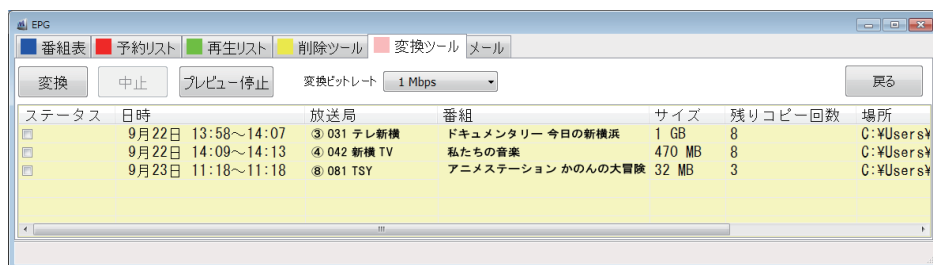 EPG
番組表 予約リスト 再生リスト 削除ツール 変換ツール メール
変換 中止 プレビュー停止 変換ビットレート 1 Mbps 戻る
ステータス 日時 放送局 番組 サイズ 残りコピー回数 場所
9月22日 13:58～14:07 ③ 031 テレ新横 ドキュメンタリー 今日の新横浜 1 GB 8 C:¥Users¥
9月22日 14:09～14:13 ④ 042 新横 TV 私たちの音楽 470 MB 8 C:¥Users¥
9月23日 11:18～11:18 ⑧ 081 TSY アニメステーション かのんの大冒険 32 MB 3 C:¥Users¥